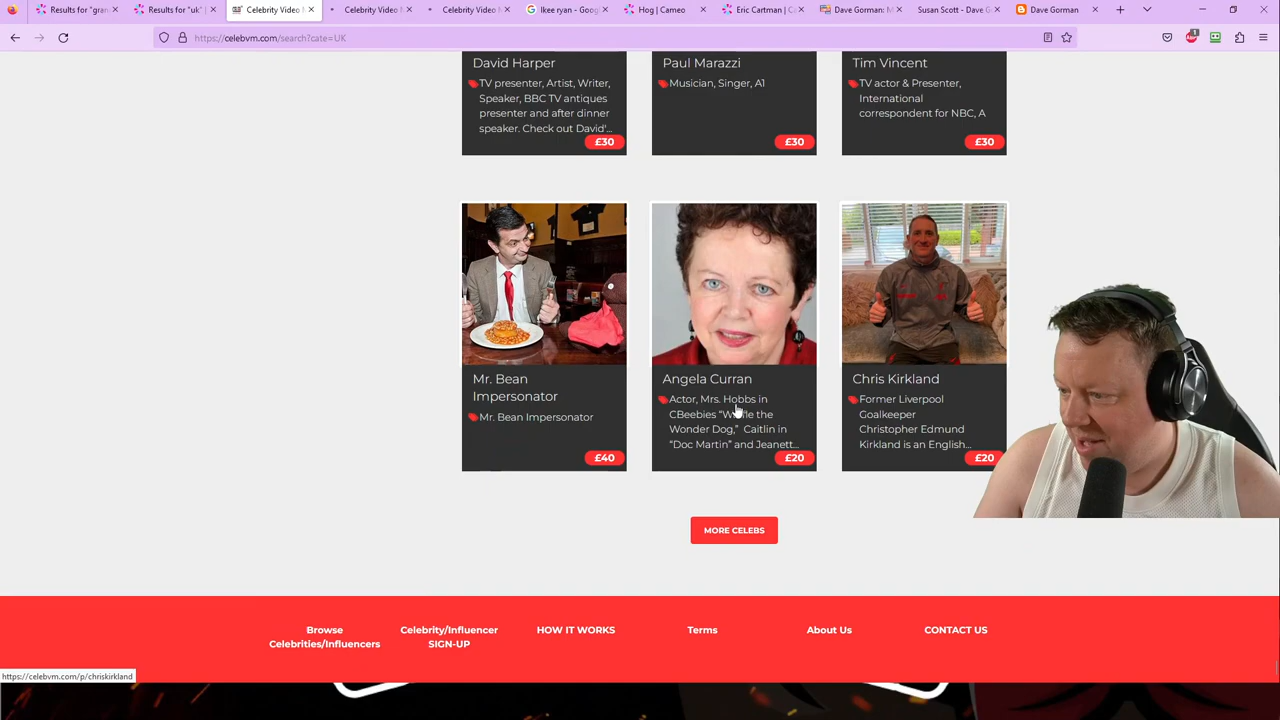 Results for "gran
Results for "uk" |
Celebrity Video M
Celebrity Video M
Celebrity Video M
Ikee ryan - Goog
Hog | Cameo
Eric Cartman | Ca
Dave Gorman: M
Susan Scott - Dave G
Dave Gorman
https://celebvm.com/search?cate=UK
David Harper
TV presenter, Artist, Writer,
Speaker, BBC TV antiques
presenter and after dinner
speaker. Check out David'...
£30
Paul Marazzi
Musician, Singer, A1
£30
Tim Vincent
TV actor & Presenter,
International
correspondent for NBC, A
£30
Mr. Bean
Impersonator
Mr. Bean Impersonator
£40
Angela Curran
Actor, Mrs. Hobbs in
CBeebies "Waffle the
Wonder Dog," Caitlin in
"Doc Martin" and Jeanett...
£20
Chris Kirkland
Former Liverpool
Goalkeeper
Christopher Edmund
Kirkland is an English...
£20
MORE CELEBS
Browse
Celebrities/Influencers
Celebrity/Influencer
SIGN-UP
HOW IT WORKS
Terms
About Us
CONTACT US
https://celebvm.com/p/chriskirkland